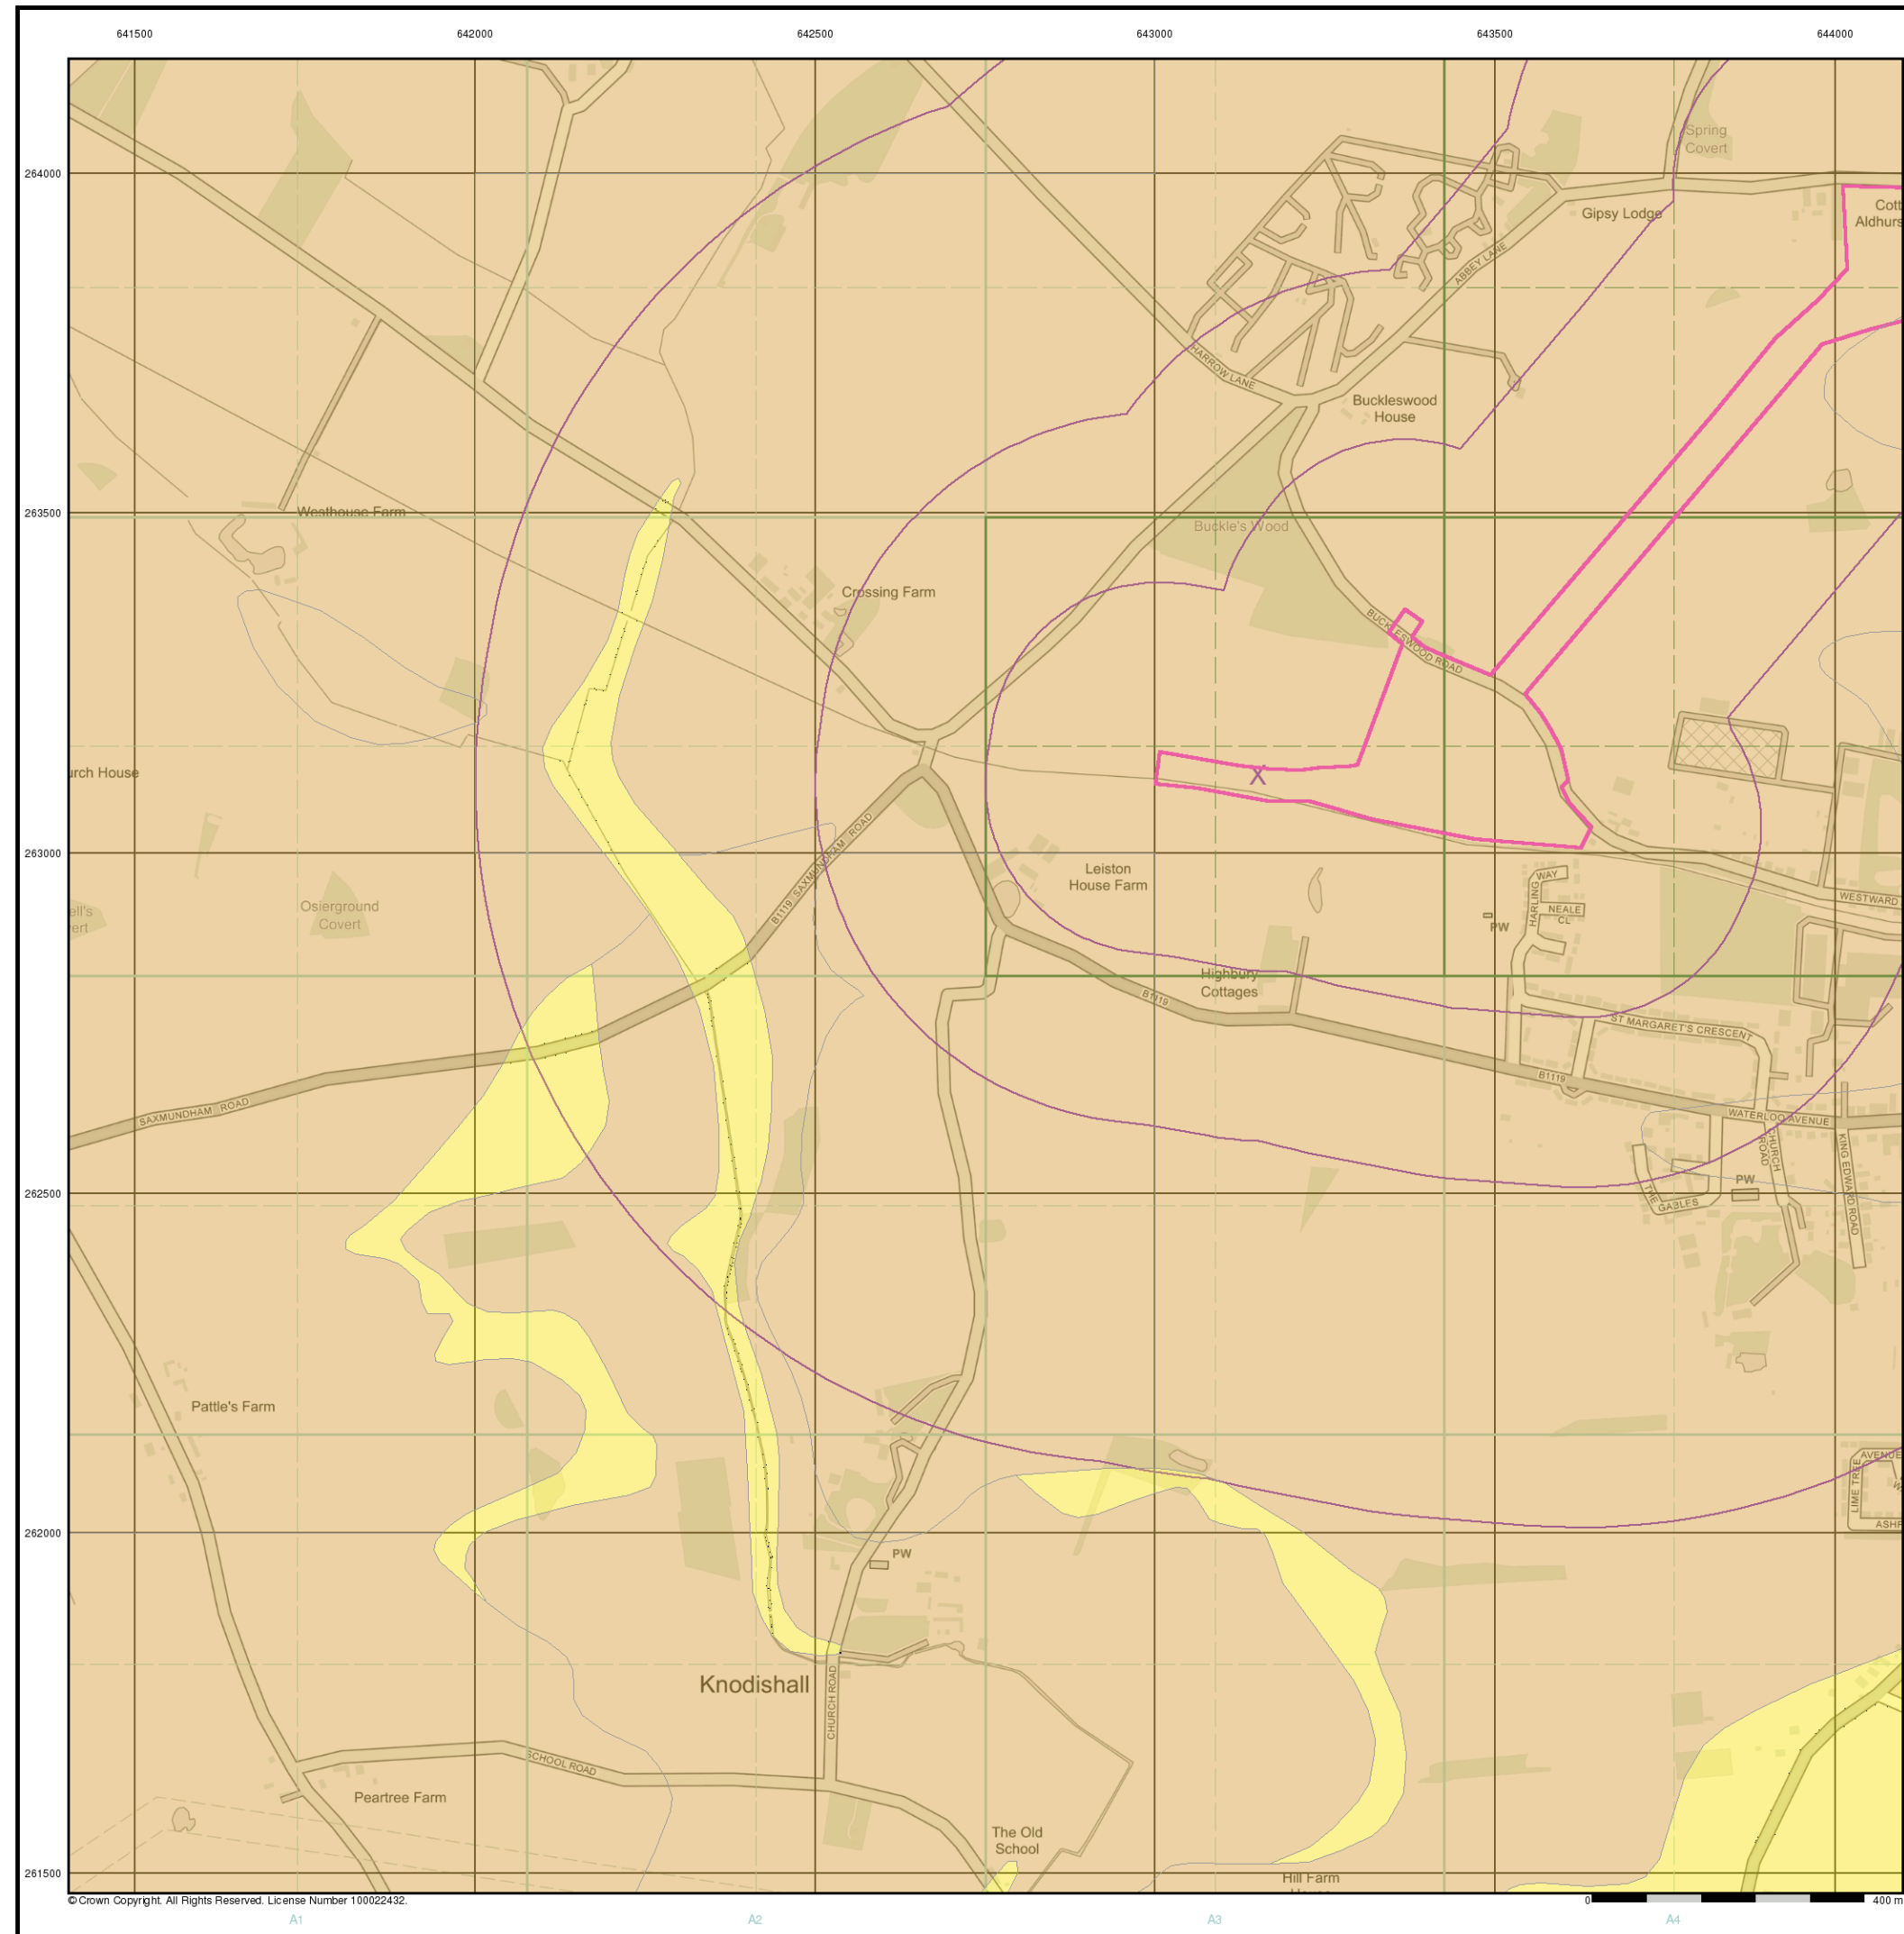 641500
642000
642500
643000
643500
644000
264000
263500
263000
262500
262000
261500
Spring
Covert
Gipsy Lodge
Cott
Aldhurs
ABBEY LANE
HARROW LANE
Buckleswood
House
Westhouse Farm
Buckle's Wood
Crossing Farm
BUCKLESWOOD ROAD
urch House
X
B1119 SAXMUNDHAM ROAD
Leiston
House Farm
ell's
ert
Osierground
Covert
HARLING WAY
NEALE
CL
PW
WESTWARD
Highbury
Cottages
B1119
ST MARGARET'S CRESCENT
B1119
SAXMUNDHAM ROAD
WATERLOO AVENUE
CHURCH
ROAD
KING EDWARD ROAD
PW
THE
GABLES
Pattle's Farm
AVENUE
LIME TREE
W
ASHF
PW
Knodishall
CHURCH ROAD
SCHOOL ROAD
Peartree Farm
The Old
School
Hill Farm
© Crown Copyright. All Rights Reserved. License Number 100022432.
0
400 m
A1
A2
A3
A4